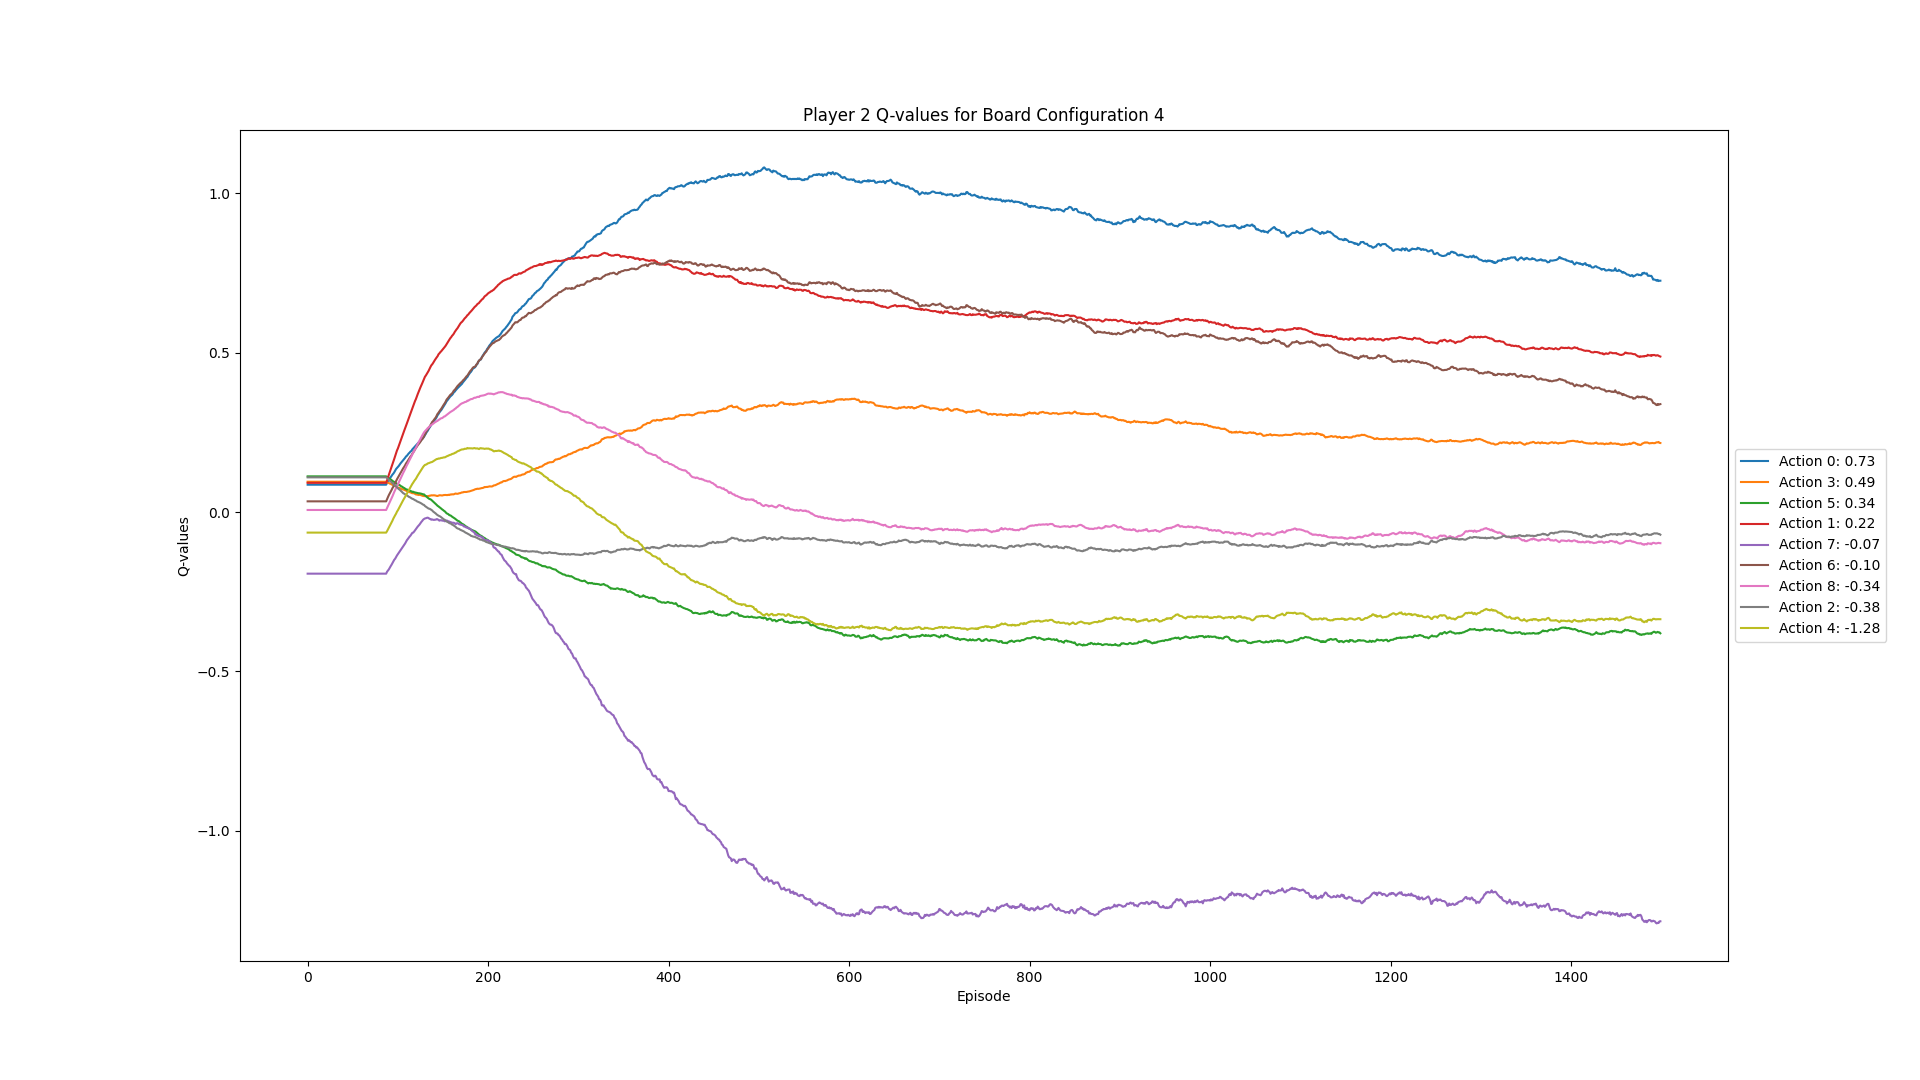 Player 2 Q-values for Board Configuration 4
1.0
0.5
0.0
−0.5
−1.0
Q-values
0 200 400 600 800 1000 1200 1400
Episode
Action 0: 0.73
Action 3: 0.49
Action 5: 0.34
Action 1: 0.22
Action 7: -0.07
Action 6: -0.10
Action 8: -0.34
Action 2: -0.38
Action 4: -1.28